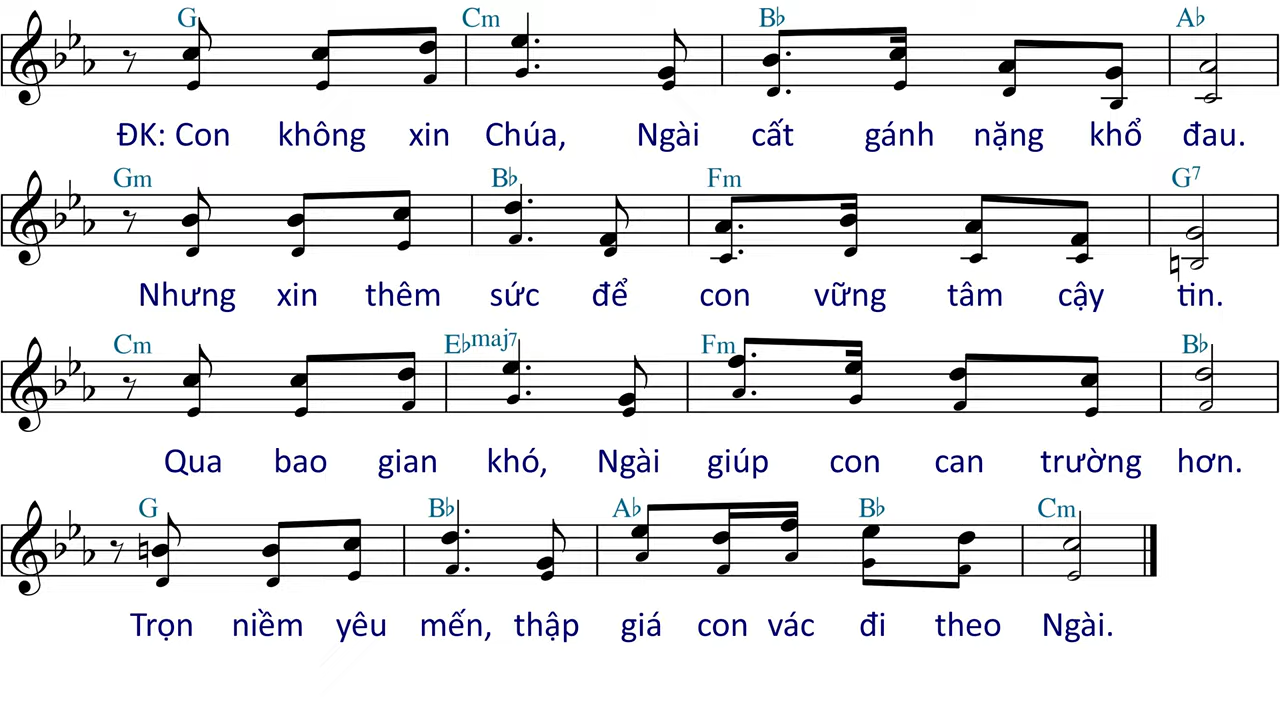 G Cm B♭ A♭
ĐK: Con không xin Chúa, Ngài cất gánh nặng khổ đau.
Gm B♭ Fm G7
Nhưng xin thêm sức để con vững tâm cậy tin.
Cm E♭maj7 Fm B♭
Qua bao gian khó, Ngài giúp con can trường hơn.
G B♭ A♭ B♭ Cm
Trọn niềm yêu mến, thập giá con vác đi theo Ngài.